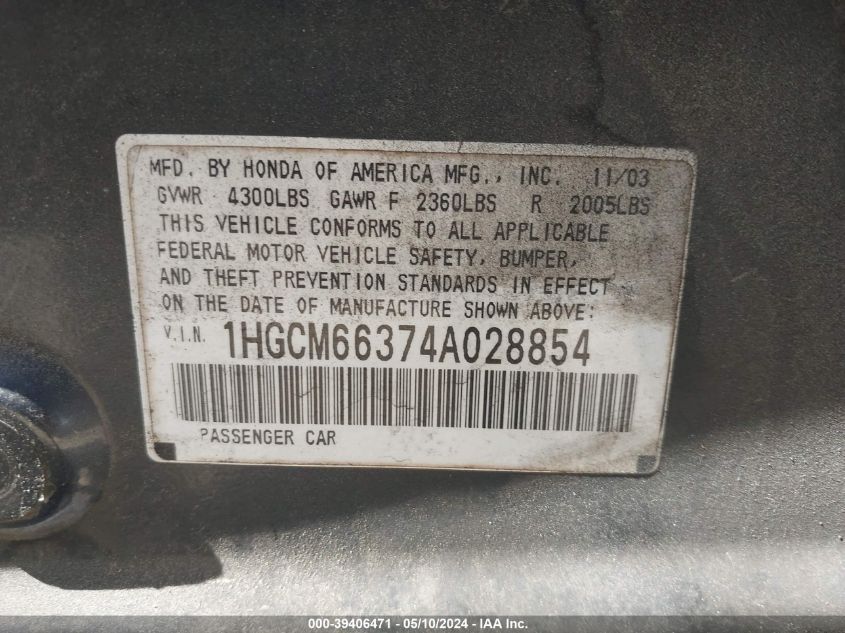 MFD. BY HONDA OF AMERICA MFG., INC. 11/03
GVWR 4300LBS GAWR F 2360LBS R 2005LBS
THIS VEHICLE CONFORMS TO ALL APPLICABLE
FEDERAL MOTOR VEHICLE SAFETY, BUMPER,
AND THEFT PREVENTION STANDARDS IN EFFECT
ON THE DATE OF MANUFACTURE SHOWN ABOVE:
V.I.N. 1HGCM66374A028854
PASSENGER CAR
000-39406471 - 05/10/2024 - IAA Inc.